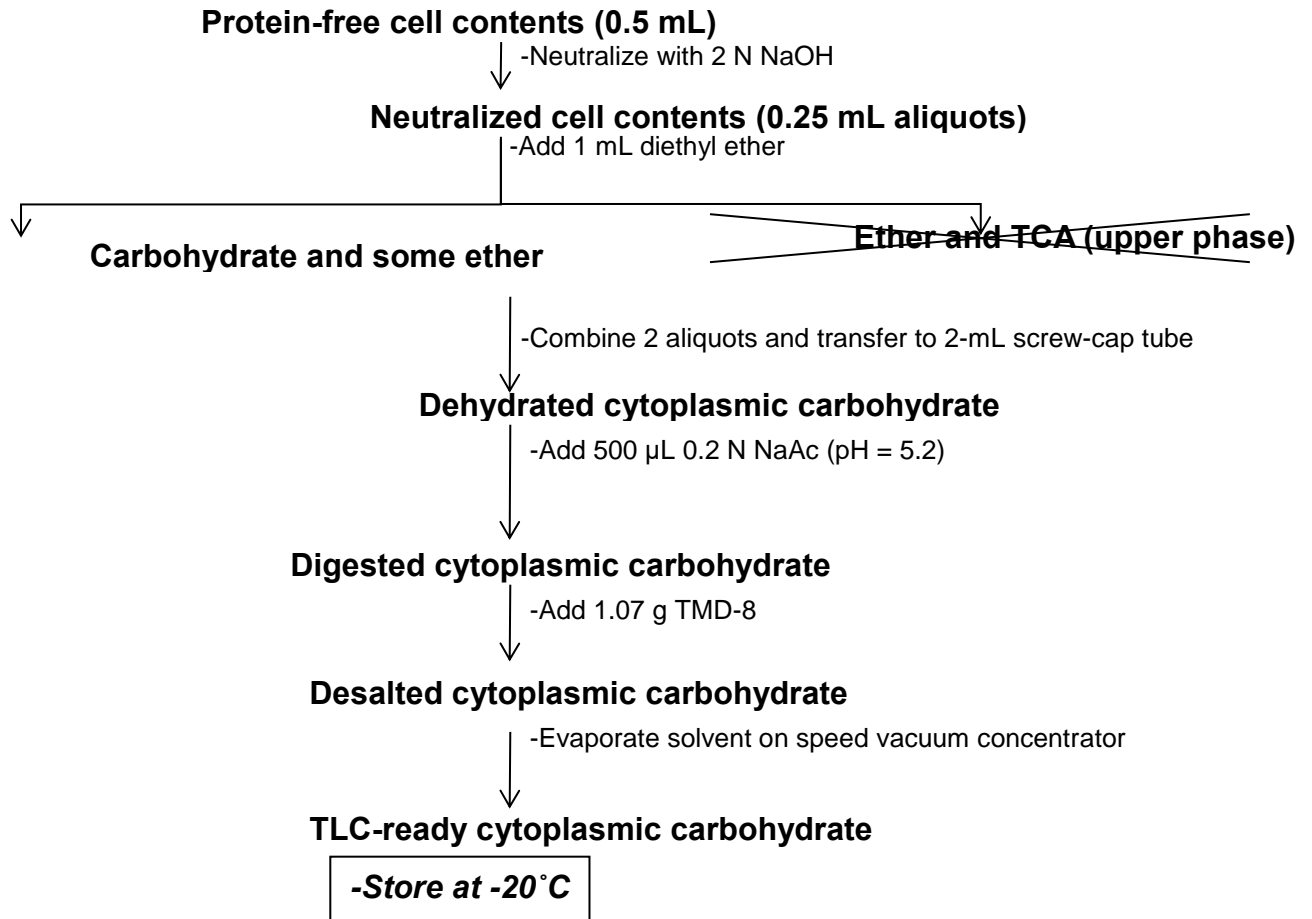 Protein-free cell contents (0.5 mL)
-Neutralize with 2 N NaOH
Neutralized cell contents (0.25 mL aliquots)
-Add 1 mL diethyl ether
Carbohydrate and some ether
Ether and TCA (upper phase)
-Combine 2 aliquots and transfer to 2-mL screw-cap tube
Dehydrated cytoplasmic carbohydrate
-Add 500 µL 0.2 N NaAc (pH = 5.2)
Digested cytoplasmic carbohydrate
-Add 1.07 g TMD-8
Desalted cytoplasmic carbohydrate
-Evaporate solvent on speed vacuum concentrator
TLC-ready cytoplasmic carbohydrate
-Store at -20˚C